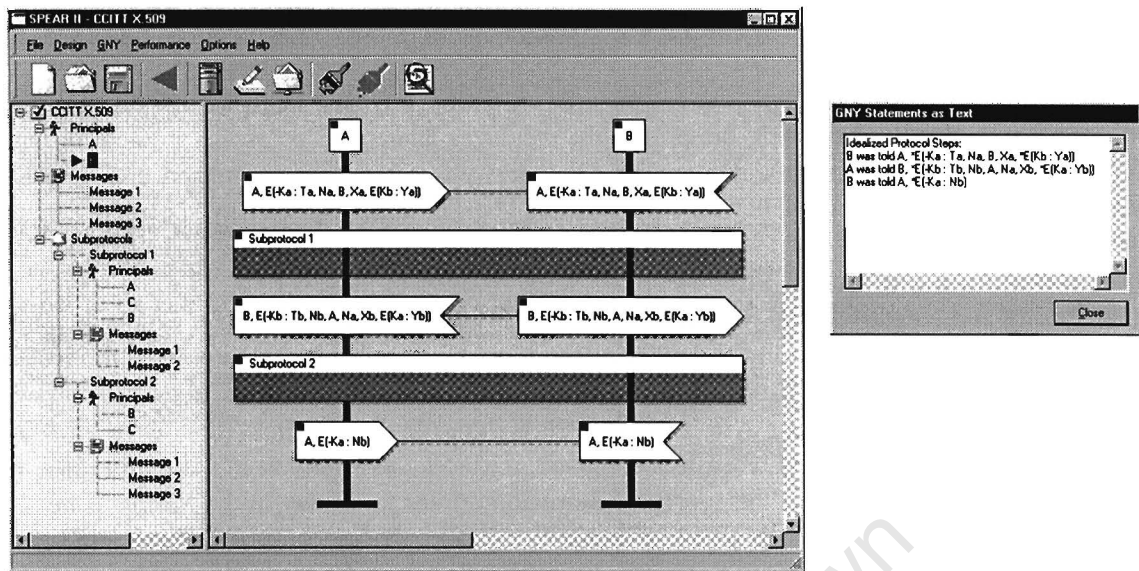 SPEAR II - CCITT X.509
File Design GNY Performance Options Help
CCITT X.509
Principals
A
Messages
Message 1
Message 2
Message 3
Subprotocols
Subprotocol 1
Principals
A
C
B
Messages
Message 1
Message 2
Subprotocol 2
Principals
B
C
Messages
Message 1
Message 2
Message 3
A
B
A, E(-Ka : Ta, Na, B, Xa, E(Kb : Ya))
A, E(-Ka : Ta, Na, B, Xa, E(Kb : Ya))
Subprotocol 1
B, E(-Kb : Tb, Nb, A, Na, Xb, E(Ka : Yb))
B, E(-Kb : Tb, Nb, A, Na, Xb, E(Ka : Yb))
Subprotocol 2
A, E(-Ka : Nb)
A, E(-Ka : Nb)
GNY Statements as Text
Idealized Protocol Steps:
B was told A, *E(-Ka : Ta, Na, B, Xa, *E(Kb : Ya))
A was told B, *E(-Kb : Tb, Nb, A, Na, Xb, *E(Ka : Yb))
B was told A, *E(-Ka : Nb)
Close